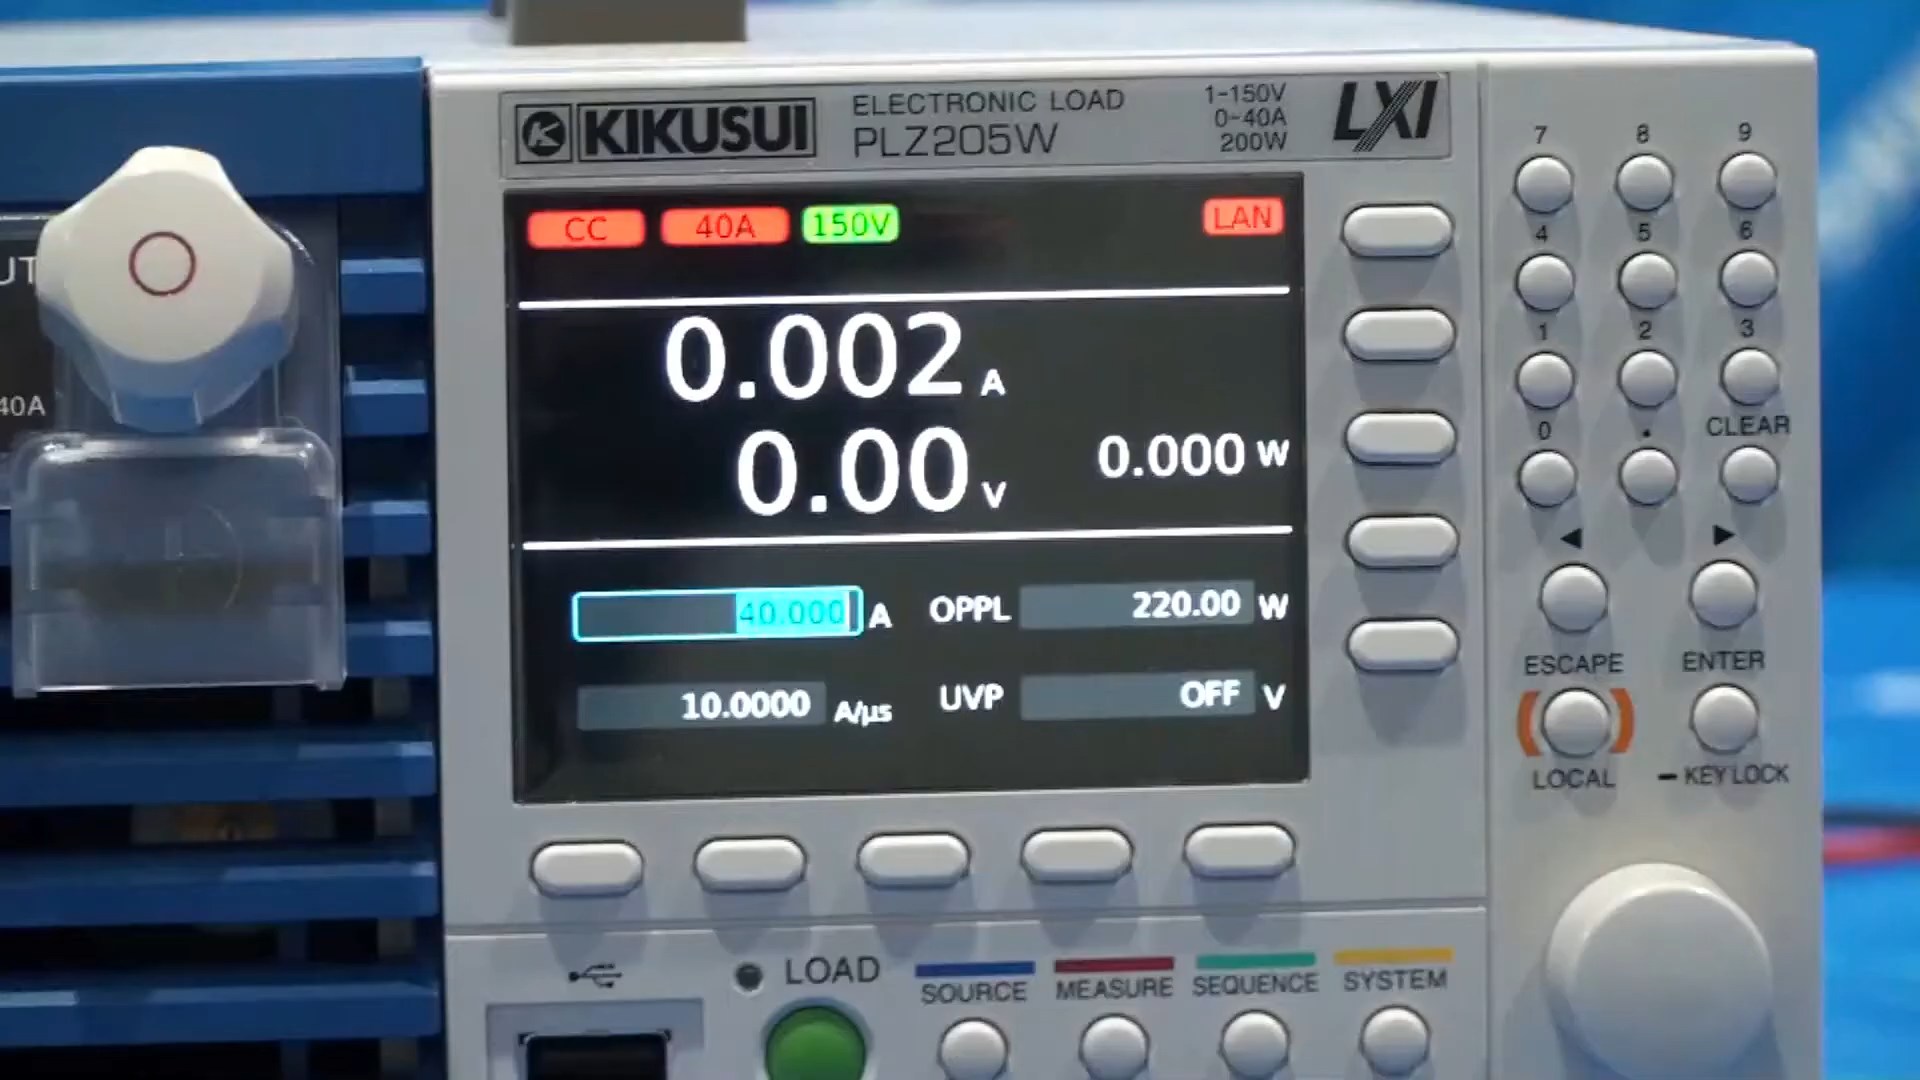 KIKUSUI
ELECTRONIC LOAD
PLZ205W
1-150V
0-40A
200W
LXI
CC 40A 150V LAN
0.002 A
0.00 V 0.000 W
40.000 A OPPL 220.00 W
10.0000 A/µs UVP OFF V
7 8 9
4 5 6
1 2 3
0 . CLEAR
◀ ▶
ESCAPE ENTER
LOCAL KEY LOCK
LOAD SOURCE MEASURE SEQUENCE SYSTEM
UT
40A